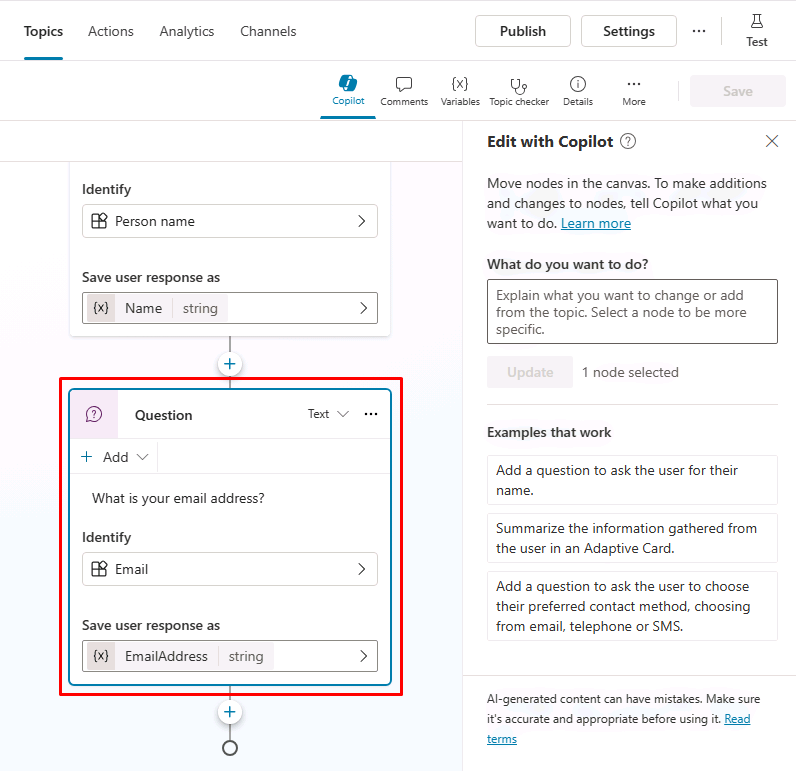 Topics Actions Analytics Channels Publish Settings ... Test
Copilot Comments {x} Variables Topic checker Details ... More Save
Identify
Person name
Save user response as
{x} Name string
Question Text ...
+ Add
What is your email address?
Identify
Email
Save user response as
{x} EmailAddress string
Edit with Copilot ?
Move nodes in the canvas. To make additions
and changes to nodes, tell Copilot what you
want to do. Learn more
What do you want to do?
Explain what you want to change or add
from the topic. Select a node to be more
specific.
Update 1 node selected
Examples that work
Add a question to ask the user for their
name.
Summarize the information gathered from
the user in an Adaptive Card.
Add a question to ask the user to choose
their preferred contact method, choosing
from email, telephone or SMS.
AI-generated content can have mistakes. Make sure
it's accurate and appropriate before using it. Read
terms